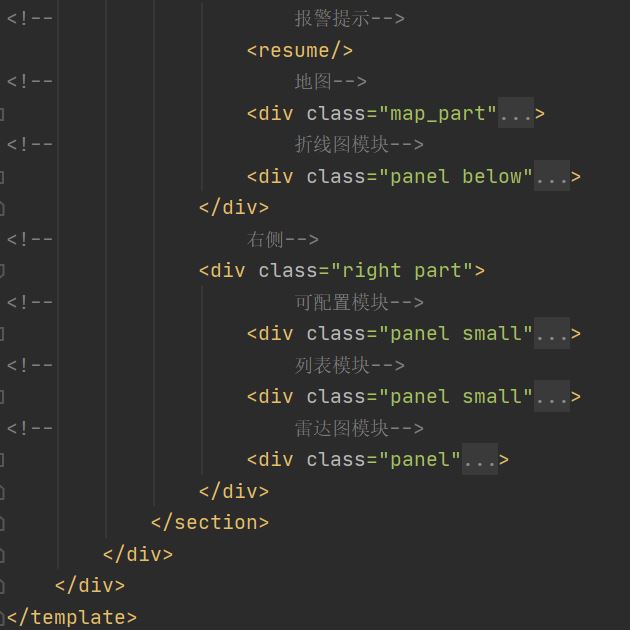 <!--                    报警提示-->
                    <resume/>
<!--                    地图-->
                    <div class="map_part"...>
<!--                    折线图模块-->
                    <div class="panel below"...>
                </div>
<!--                右侧-->
                <div class="right part">
<!--                    可配置模块-->
                    <div class="panel small"...>
<!--                    列表模块-->
                    <div class="panel small"...>
<!--                    雷达图模块-->
                    <div class="panel"...>
                </div>
            </section>
        </div>
    </div>
</template>